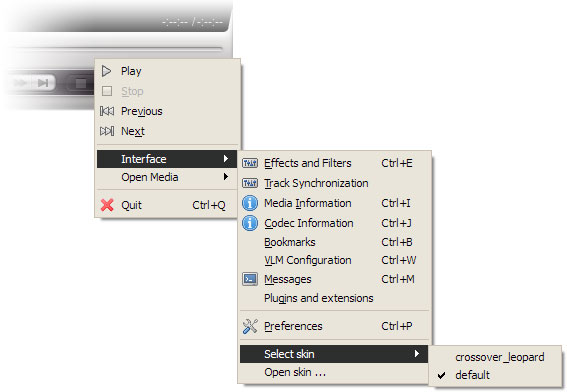 -:--:-- / -:--:--
Play
Stop
Previous
Next
Interface
Open Media
Quit Ctrl+Q
Effects and Filters Ctrl+E
Track Synchronization
Media Information Ctrl+I
Codec Information Ctrl+J
Bookmarks Ctrl+B
VLM Configuration Ctrl+W
Messages Ctrl+M
Plugins and extensions
Preferences Ctrl+P
Select skin
Open skin ...
crossover_leopard
default